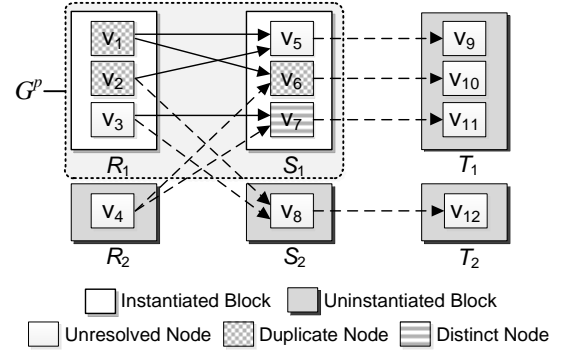 v1 v5 v9
v2 v6 v10
Gp
v3 v7 v11
R1 S1 T1
v4 v8 v12
R2 S2 T2
Instantiated Block Uninstantiated Block
Unresolved Node Duplicate Node Distinct Node